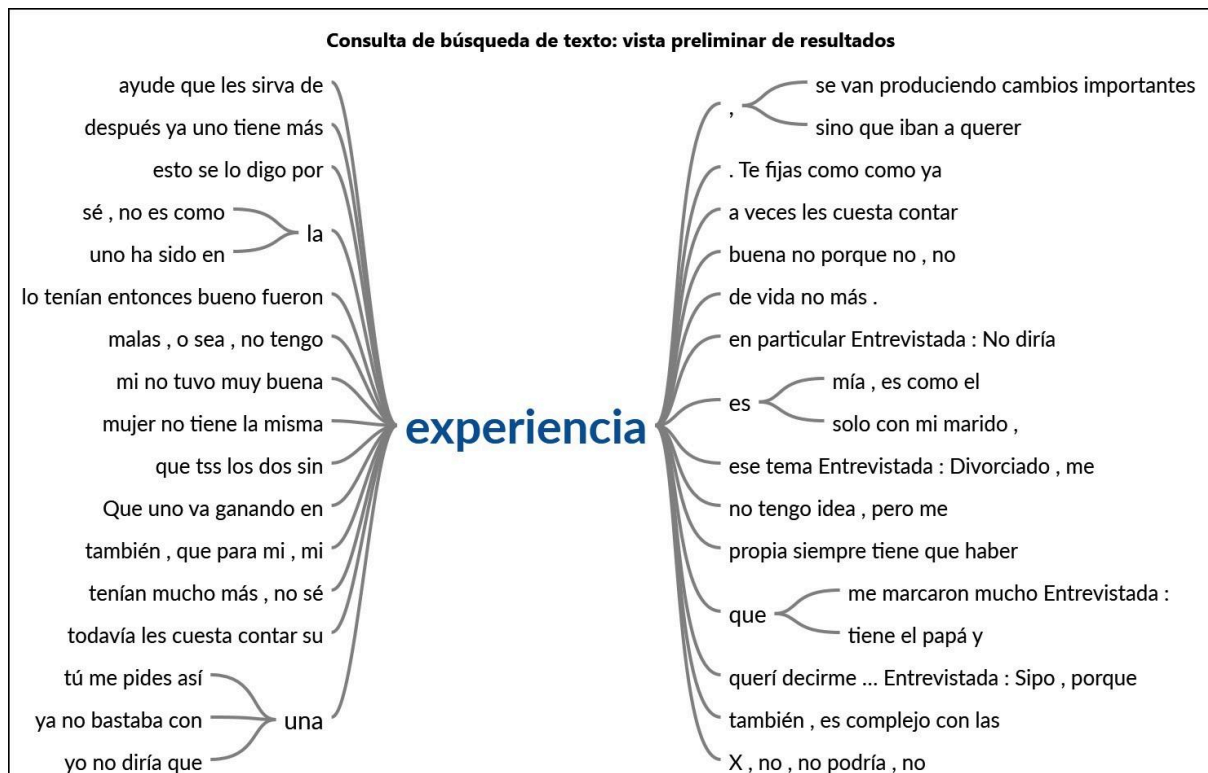 Consulta de búsqueda de texto: vista preliminar de resultados
ayude que les sirva de
después ya uno tiene más
esto se lo digo por
sé , no es como
uno ha sido en
la
lo tenían entonces bueno fueron
malas , o sea , no tengo
mi no tuvo muy buena
mujer no tiene la misma
que tss los dos sin
Que uno va ganando en
también , que para mi , mi
tenían mucho más , no sé
todavía les cuesta contar su
tú me pides así
ya no bastaba con
yo no diría que
una
experiencia
,
se van produciendo cambios importantes
sino que iban a querer
. Te fijas como como ya
a veces les cuesta contar
buena no porque no , no
de vida no más .
en particular Entrevistada : No diría
es
mía , es como el
solo con mi marido ,
ese tema Entrevistada : Divorciado , me
no tengo idea , pero me
propia siempre tiene que haber
que
me marcaron mucho Entrevistada :
tiene el papá y
querí decirme ... Entrevistada : Sipo , porque
también , es complejo con las
X , no , no podría , no